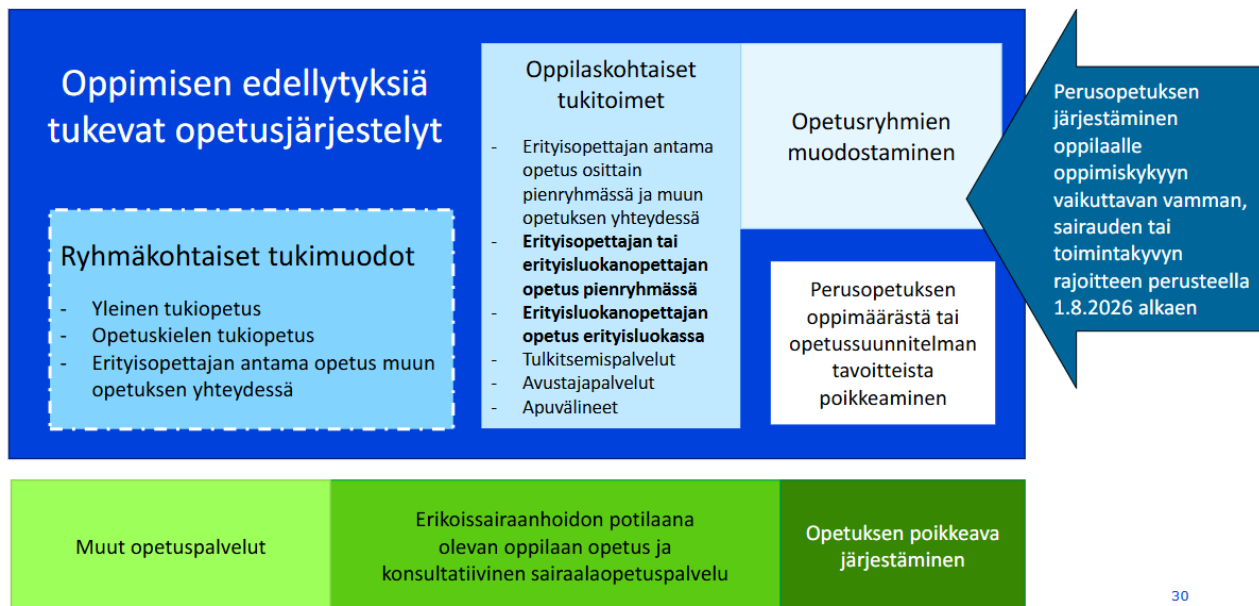 Oppimisen edellytyksiä
tukevat opetusjärjestelyt
Ryhmäkohtaiset tukimuodot
- Yleinen tukiopetus
- Opetuskielen tukiopetus
- Erityisopettajan antama opetus muun
opetuksen yhteydessä
Oppilaskohtaiset
tukitoimet
- Erityisopettajan antama
opetus osittain
pienryhmässä ja muun
opetuksen yhteydessä
- Erityisopettajan tai
erityisluokanopettajan
opetus pienryhmässä
- Erityisluokanopettajan
opetus erityisluokassa
- Tulkitsemispalvelut
- Avustajapalvelut
- Apuvälineet
Opetusryhmien
muodostaminen
Perusopetuksen
oppimäärästä tai
opetussuunnitelman
tavoitteista
poikkeaminen
Perusopetuksen
järjestäminen
oppilaalle
oppimiskykyyn
vaikuttavan vamman,
sairauden tai
toimintakyvyn
rajoitteen perusteella
1.8.2026 alkaen
Muut opetuspalvelut
Erikoissairaanhoidon potilaana
olevan oppilaan opetus ja
konsultatiivinen sairaalaopetuspalvelu
Opetuksen poikkeava
järjestäminen
30